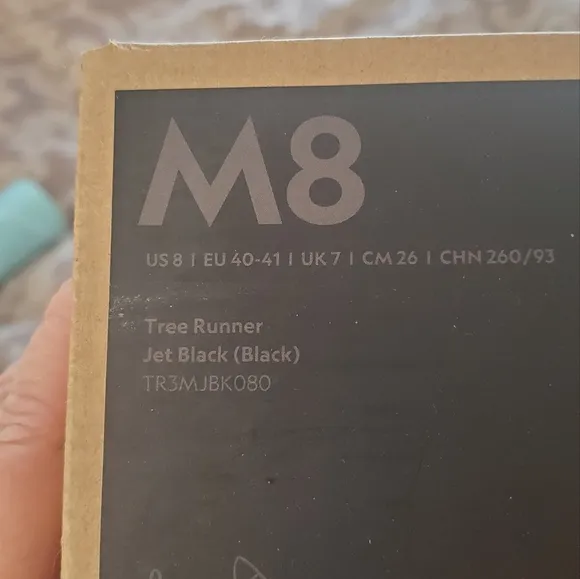 M8
US 8 | EU 40-41 | UK 7 | CM 26 | CHN 260/93
Tree Runner
Jet Black (Black)
TR3MJBK080